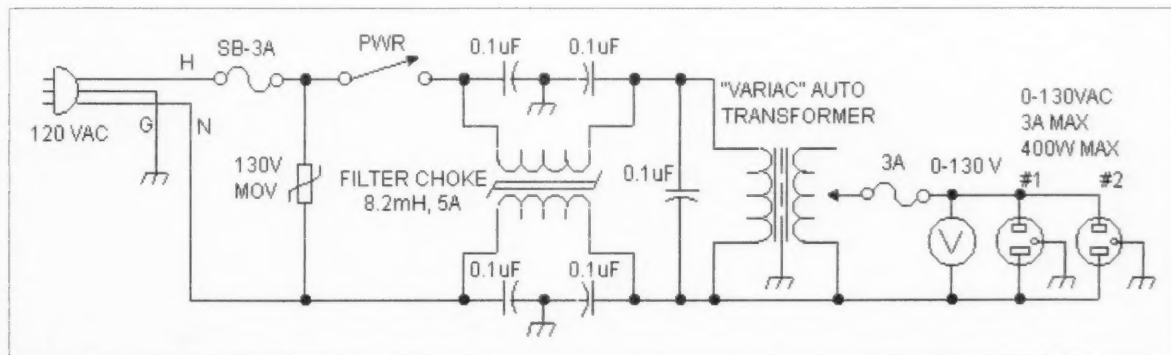 H
SB-3A
PWR
0.1uF
0.1uF
"VARIAC" AUTO
TRANSFORMER
0-130VAC
3A MAX
400W MAX
#1
#2
120 VAC
G
N
130V
MOV
FILTER CHOKE
8.2mH, 5A
0.1uF
3A
0-130 V
V
0.1uF
0.1uF